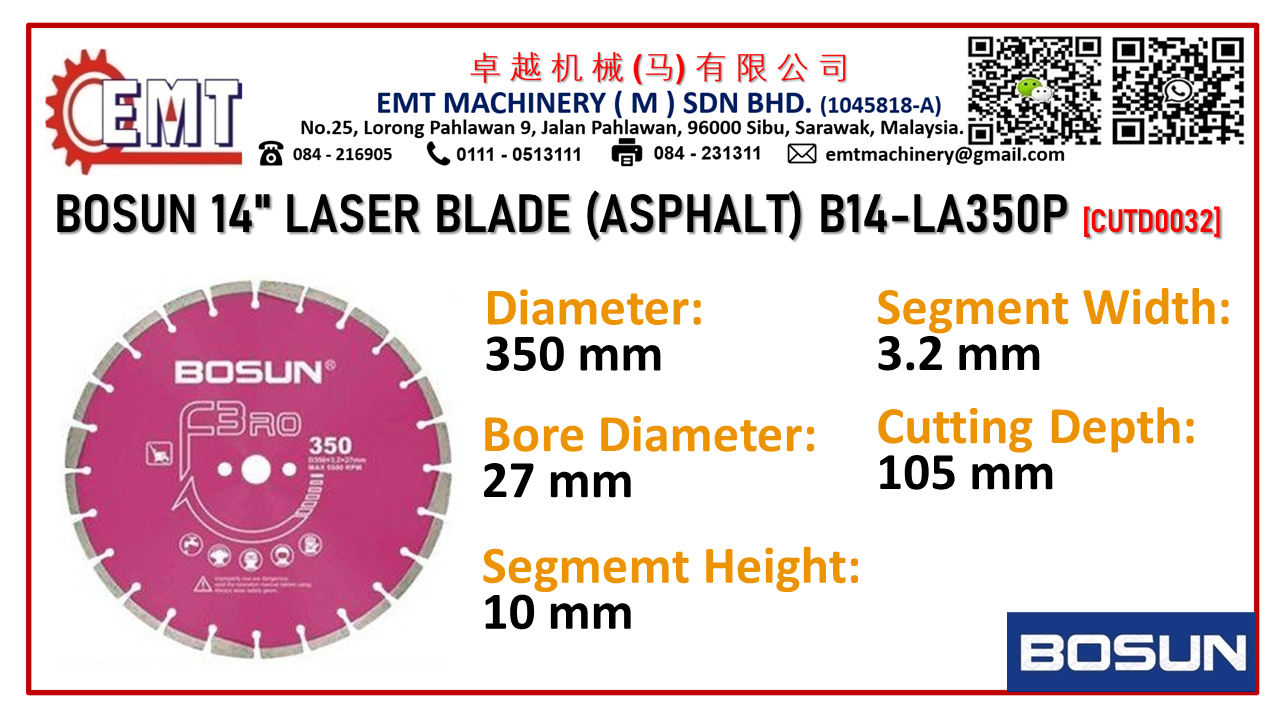 EMT
卓越机械(马)有限公司
EMT MACHINERY ( M ) SDN BHD. (1045818-A)
No.25, Lorong Pahlawan 9, Jalan Pahlawan, 96000 Sibu, Sarawak, Malaysia.
084 - 216905 0111 - 0513111 084 - 231311 emtmachinery@gmail.com
BOSUN 14" LASER BLADE (ASPHALT) B14-LA350P [CUTD0032]
BOSUN®
F3RO
350
D350×3.2×27mm
MAX 5500 RPM
Diameter:
350 mm
Bore Diameter:
27 mm
Segmemt Height:
10 mm
Segment Width:
3.2 mm
Cutting Depth:
105 mm
BOSUN